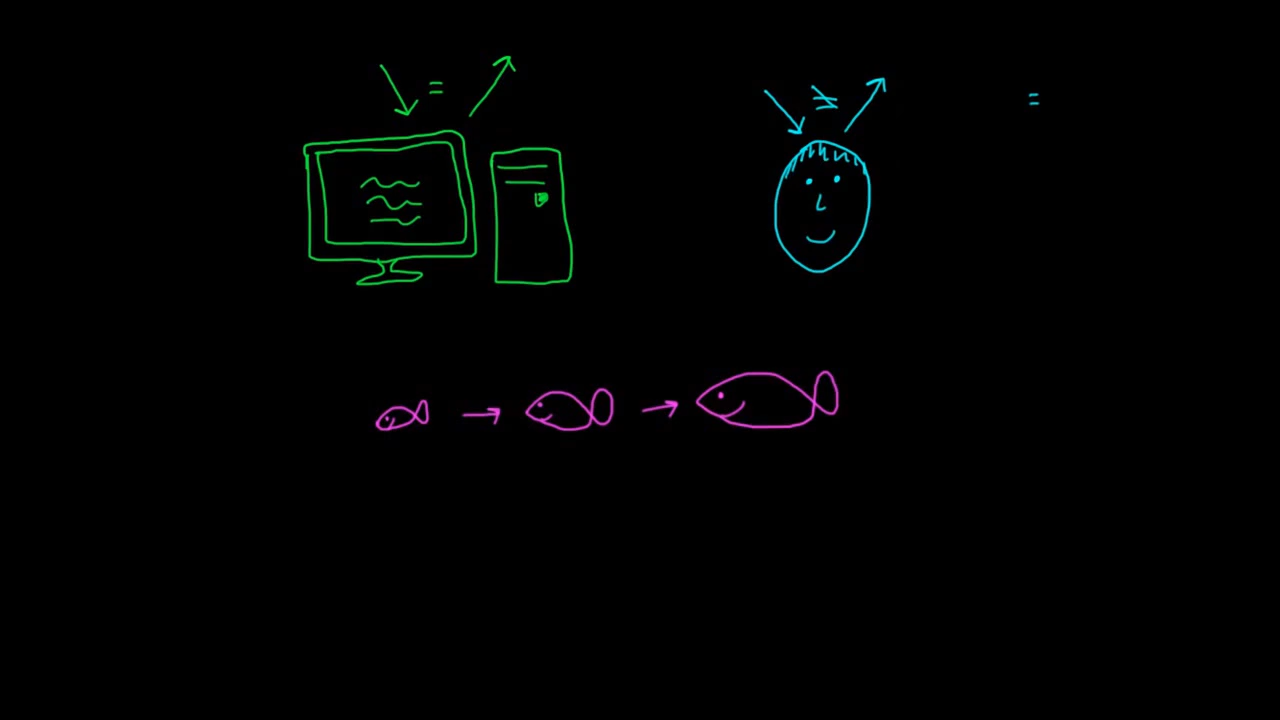 =
≠ =